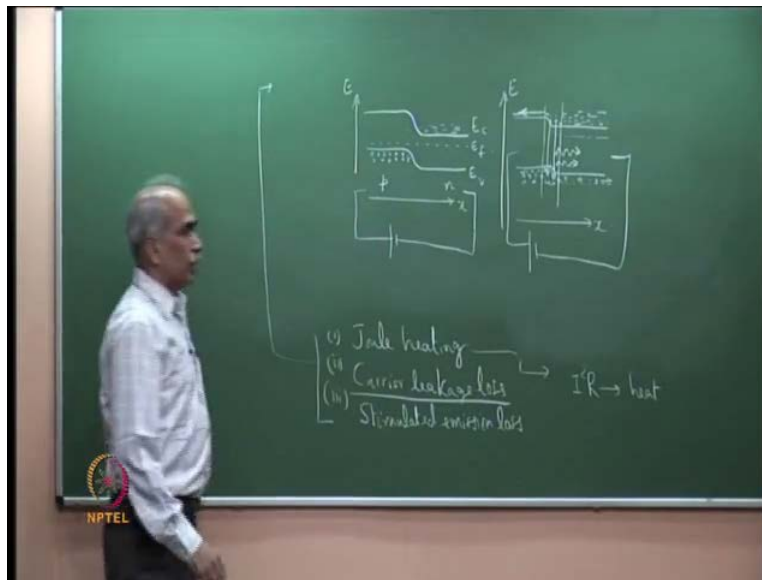 E
E
Ec
Ef
Ev
p
n
x
x
(i) Joule heating
I²R → heat
(ii) Carrier leakage loss
(iii) Stimulated emission loss
NPTEL